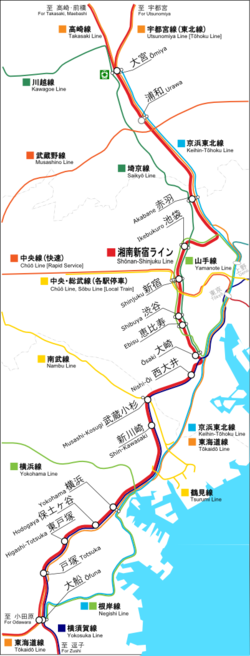 至 高崎・前橋
For Takasaki, Maebashi
至 宇都宮
For Utsunomiya
高崎線
Takasaki Line
宇都宮線（東北線）
Utsunomiya Line [Tōhoku Line]
大宮 Ōmiya
川越線
Kawagoe Line
浦和 Urawa
京浜東北線
Keihin-Tōhoku Line
武蔵野線
Musashino Line
埼京線
Saikyō Line
赤羽
Akabane
池袋
Ikebukuro
湘南新宿ライン
Shōnan-Shinjuku Line
山手線
Yamanote Line
中央線（快速）
Chūō Line [Rapid Service]
中央・総武線（各駅停車）
Chūō Line, Sōbu Line [Local Train]
新宿
Shinjuku
渋谷
Shibuya
恵比寿
Ebisu
大崎
Ōsaki
西大井
Nishi-Ōi
南武線
Nambu Line
武蔵小杉
Musashi-Kosugi
新川崎
Shin-Kawasaki
京浜東北線
Keihin-Tōhoku Line
東海道線
Tōkaidō Line
横浜線
Yokohama Line
鶴見線
Tsurumi Line
横浜
Yokohama
保土ヶ谷
Hodogaya
東戸塚
Higashi-Totsuka
戸塚 Totsuka
大船 Ōfuna
根岸線
Negishi Line
至 小田原
For Odawara
横須賀線
Yokosuka Line
東海道線
Tōkaidō Line
至 逗子
For Zushi